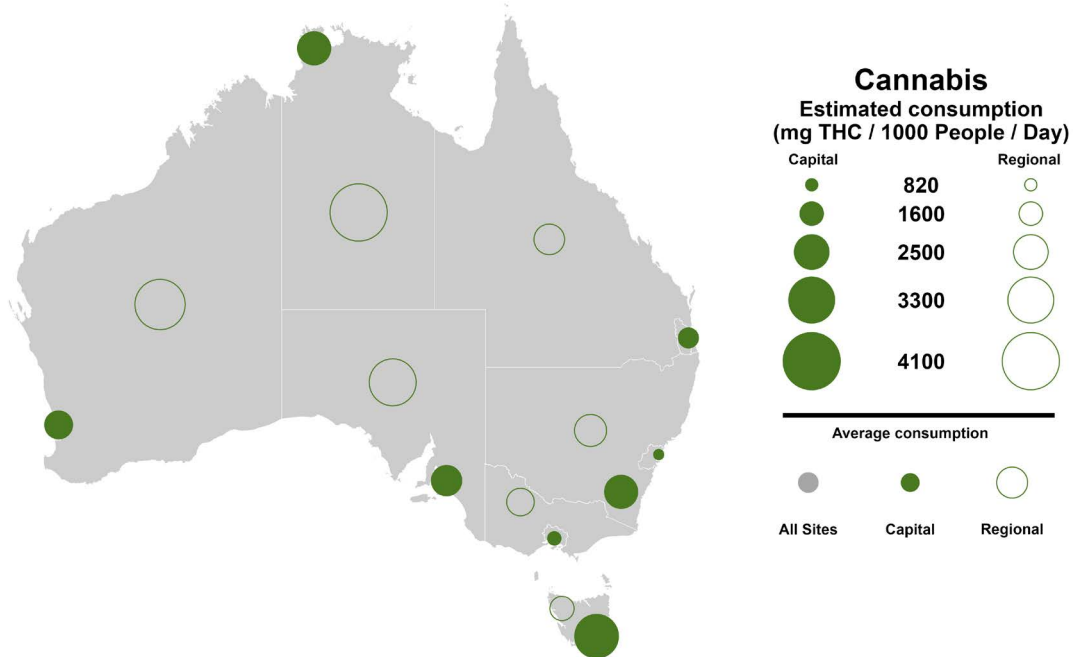 Cannabis
Estimated consumption
(mg THC / 1000 People / Day)
Capital Regional
820
1600
2500
3300
4100
Average consumption
All Sites Capital Regional